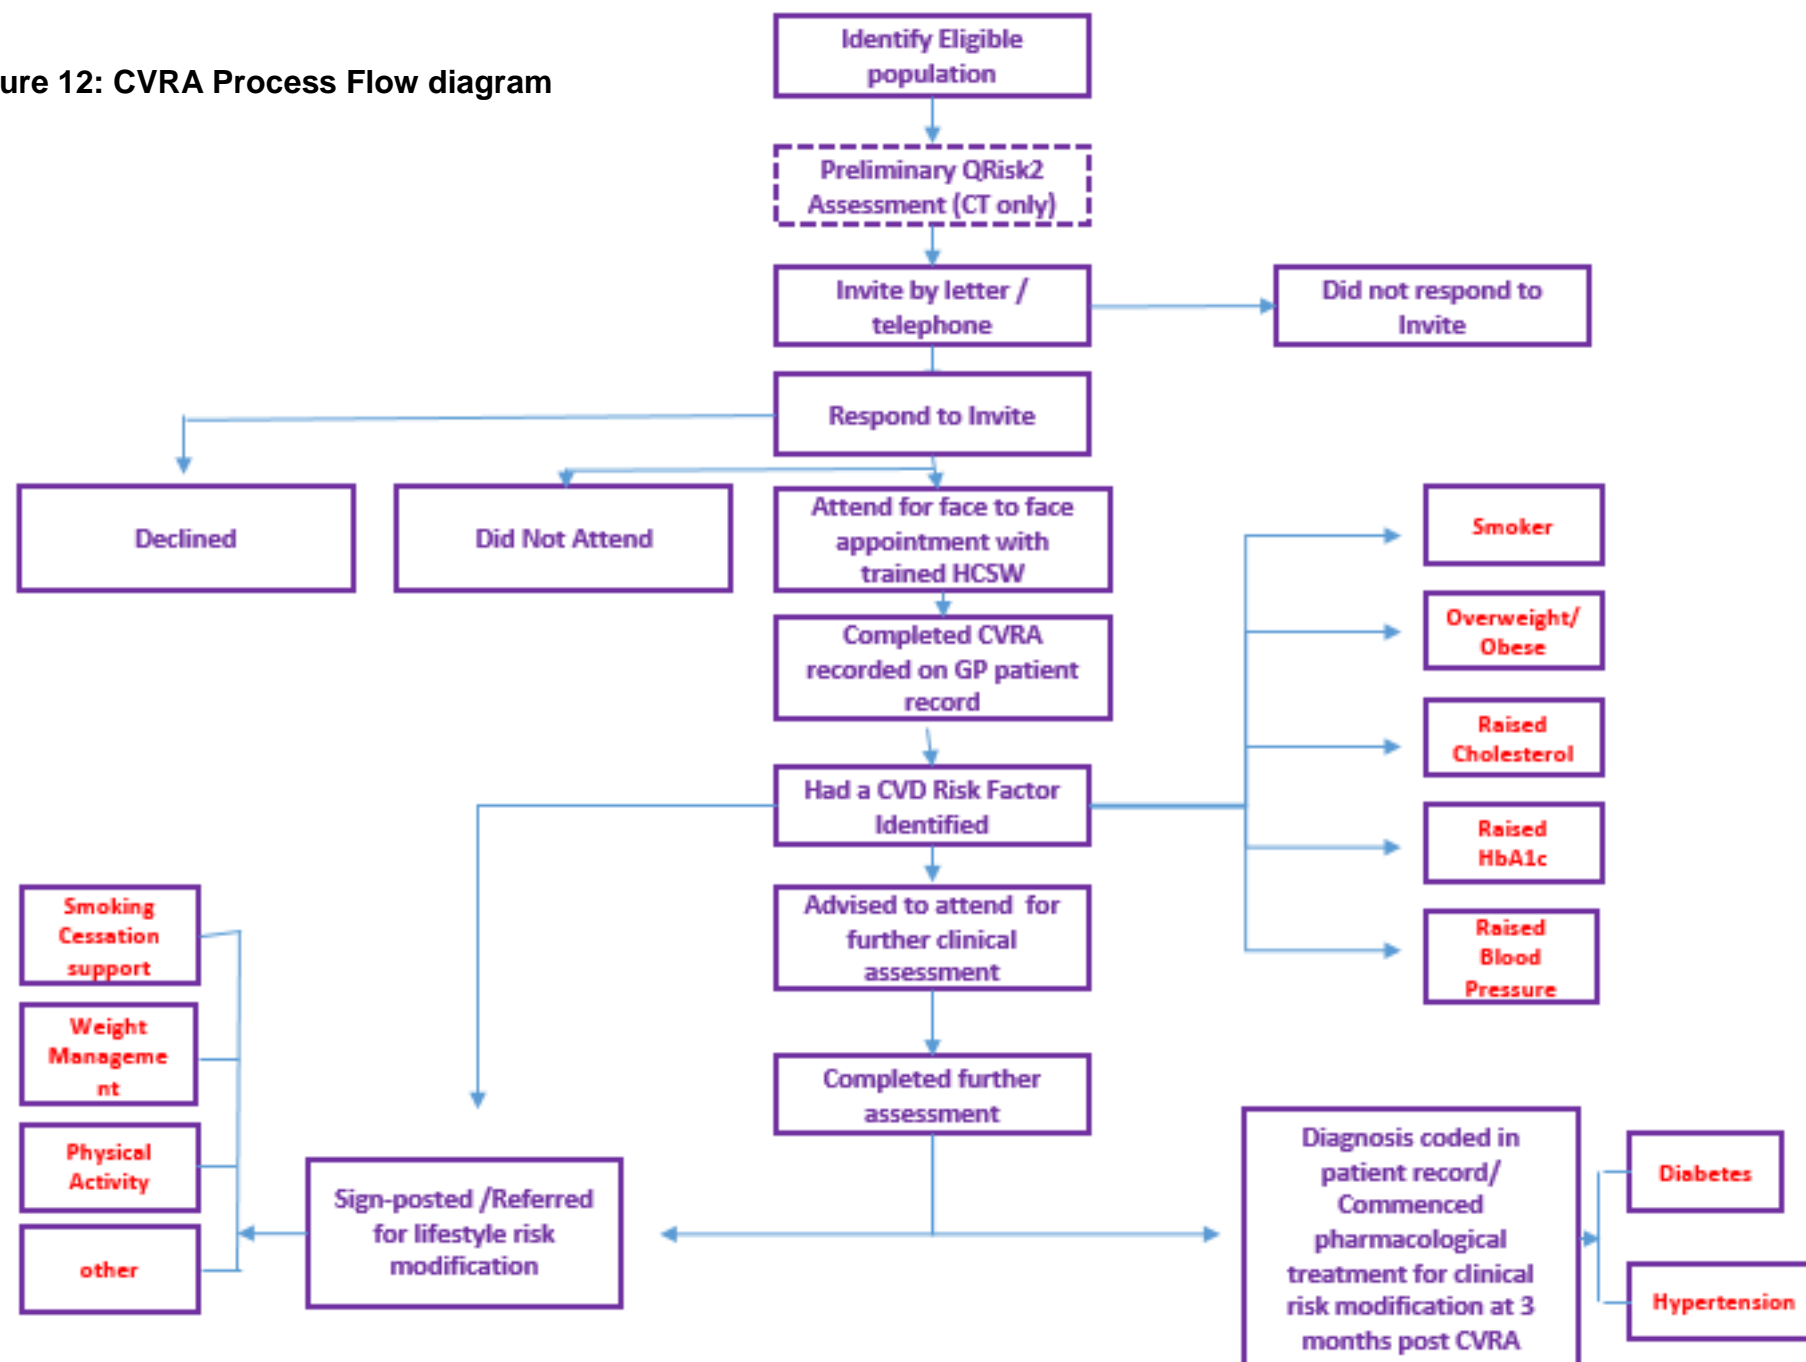 ure 12: CVRA Process Flow diagram
Identify Eligible
population
Preliminary QRisk2
Assessment (CT only)
Invite by letter /
telephone
Did not respond to
Invite
Respond to Invite
Declined
Did Not Attend
Attend for face to face
appointment with
trained HCSW
Completed CVRA
recorded on GP patient
record
Had a CVD Risk Factor
Identified
Smoker
Overweight/
Obese
Raised
Cholesterol
Raised
HbA1c
Raised
Blood
Pressure
Advised to attend for
further clinical
assessment
Completed further
assessment
Smoking
Cessation
support
Weight
Manageme
nt
Physical
Activity
other
Sign-posted /Referred
for lifestyle risk
modification
Diagnosis coded in
patient record/
Commenced
pharmacological
treatment for clinical
risk modification at 3
months post CVRA
Diabetes
Hypertension